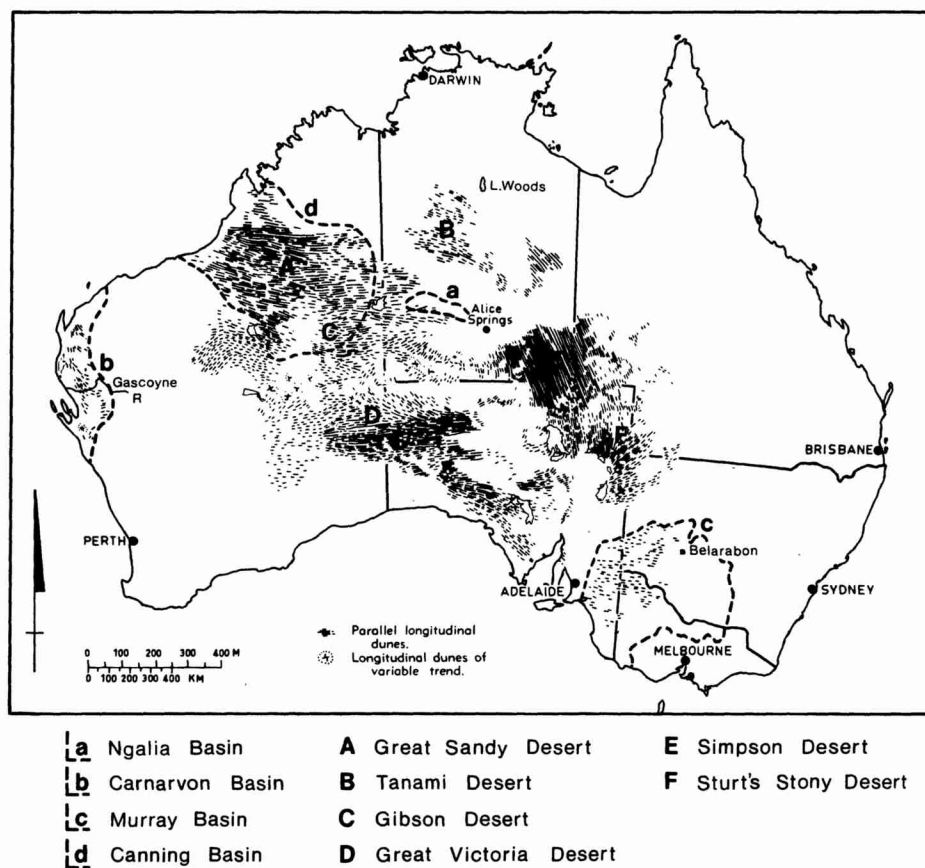 DARWIN
L. Woods
d
B
A
a
Alice
Springs
C
b
Gascoyne
R
D
F
BRISBANE
c
Belarabon
PERTH
ADELAIDE
SYDNEY
MELBOURNE
Parallel longitudinal
dunes.
Longitudinal dunes of
variable trend.
0 100 200 300 400 M
0 100 200 300 400 KM
a Ngalia Basin A Great Sandy Desert E Simpson Desert
b Carnarvon Basin B Tanami Desert F Sturt's Stony Desert
c Murray Basin C Gibson Desert
d Canning Basin D Great Victoria Desert